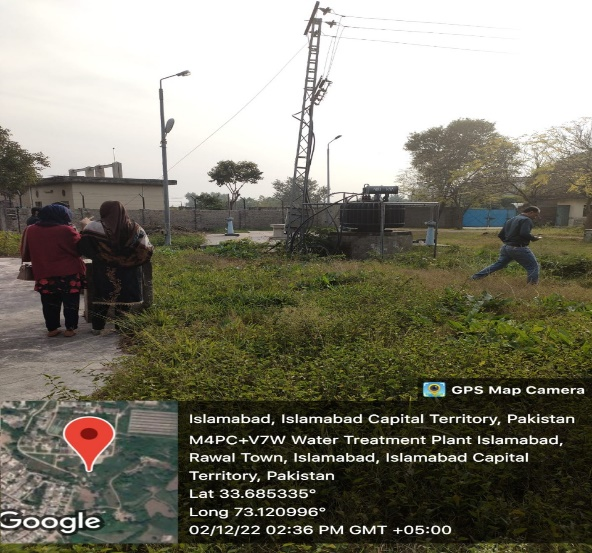 GPS Map Camera
Islamabad, Islamabad Capital Territory, Pakistan
M4PC+V7W Water Treatment Plant Islamabad,
Rawal Town, Islamabad, Islamabad Capital
Territory, Pakistan
Lat 33.685335°
Long 73.120996°
02/12/22 02:36 PM GMT +05:00
Google